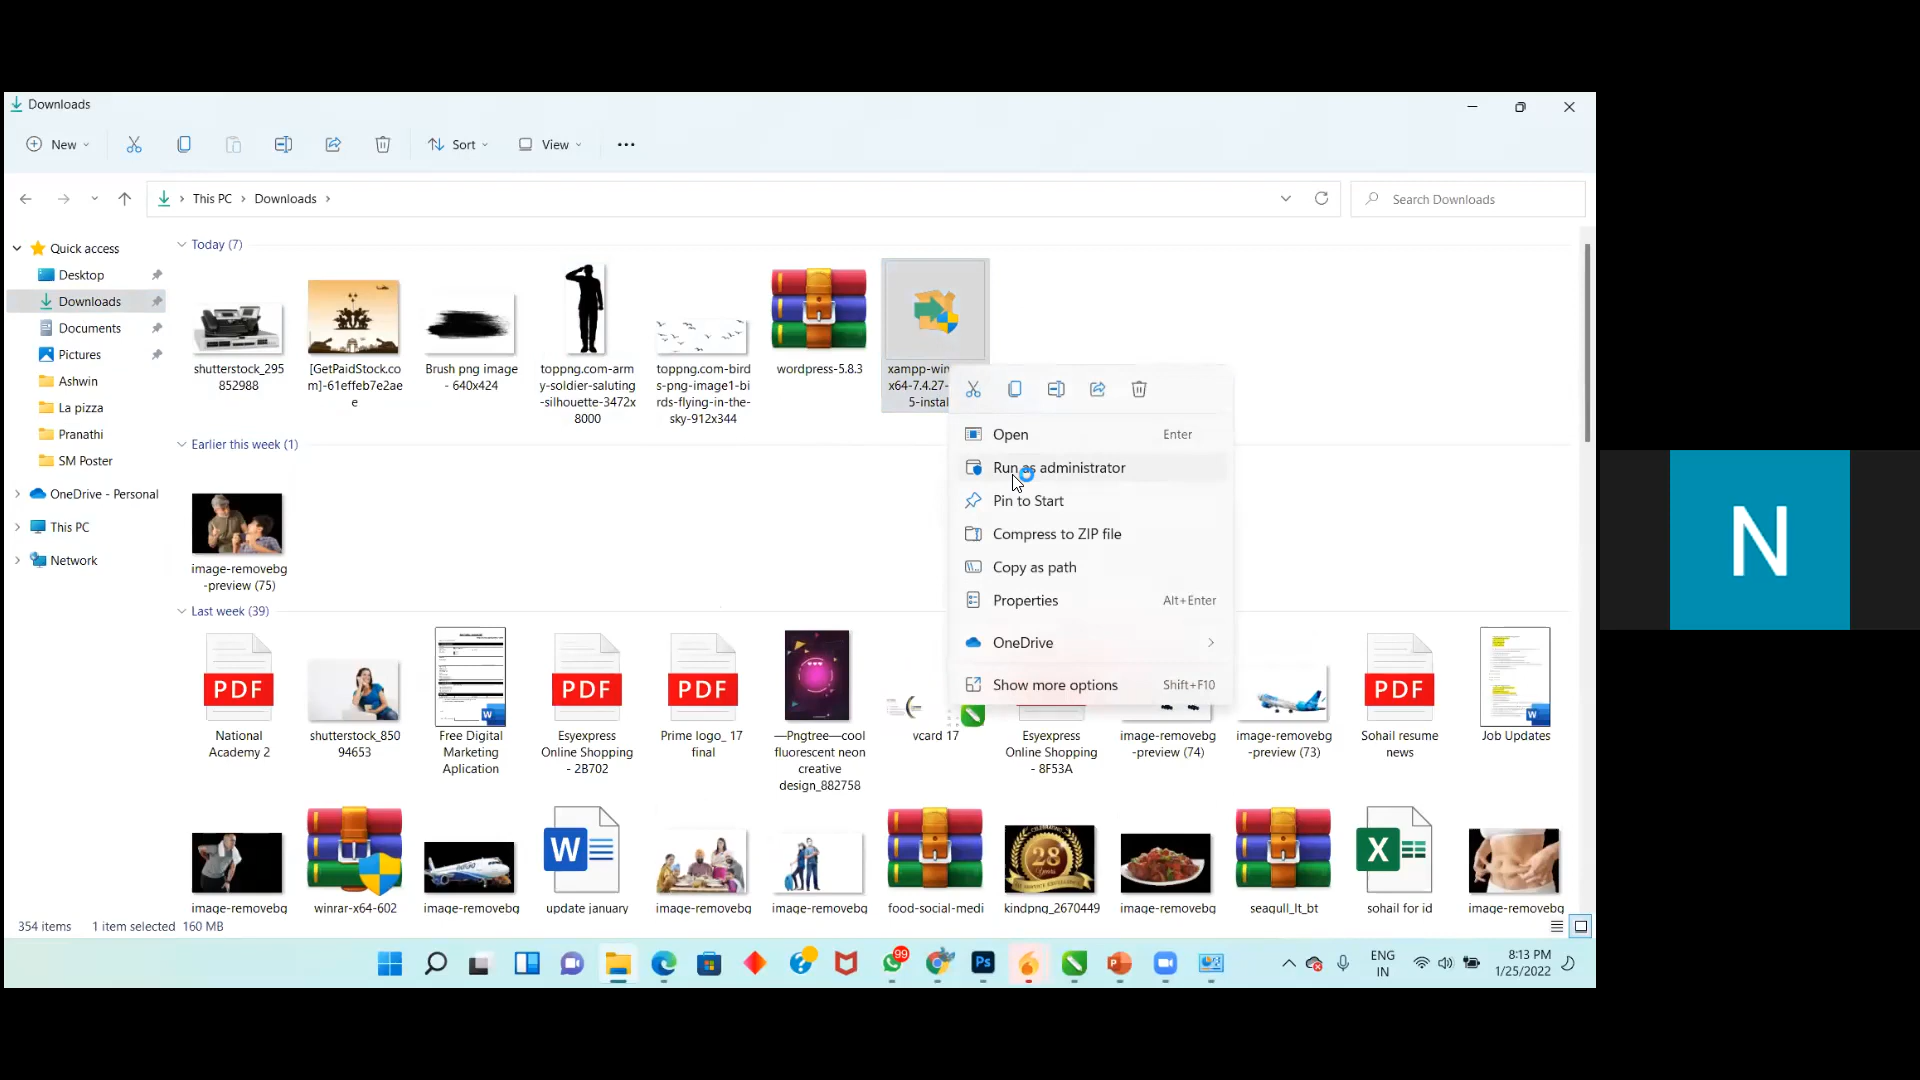 Downloads
New
Sort
View
This PC
Downloads
Search Downloads
Quick access
Desktop
Downloads
Documents
Pictures
Ashwin
La pizza
Pranathi
SM Poster
OneDrive - Personal
This PC
Network
Today (7)
shutterstock_295
852988
[GetPaidStock.co
m]-61effeb7e2ae
e
Brush png image
- 640x424
toppng.com-arm
y-soldier-saluting
-silhouette-3472x
8000
toppng.com-bird
s-png-image1-bi
rds-flying-in-the-
sky-912x344
wordpress-5.8.3
xampp-win
x64-7.4.27-
5-instal
Open Enter
Run as administrator
Pin to Start
Compress to ZIP file
Copy as path
Properties Alt+Enter
OneDrive
Show more options Shift+F10
Earlier this week (1)
image-removebg
-preview (75)
Last week (39)
PDF
National
Academy 2
shutterstock_850
94653
Free Digital
Marketing
Aplication
PDF
Esyexpress
Online Shopping
- 2B702
PDF
Prime logo_ 17
final
—Pngtree—cool
fluorescent neon
creative
design_882758
vcard 17
Esyexpress
Online Shopping
- 8F53A
image-removebg
-preview (74)
image-removebg
-preview (73)
PDF
Sohail resume
news
Job Updates
image-removebg
winrar-x64-602
image-removebg
W
update january
image-removebg
image-removebg
food-social-medi
28
kindpng_2670449
image-removebg
seagull_lt_bt
X
sohail for id
image-removebg
354 items
1 item selected
160 MB
99
Ps
ENG
IN
8:13 PM
1/25/2022
N